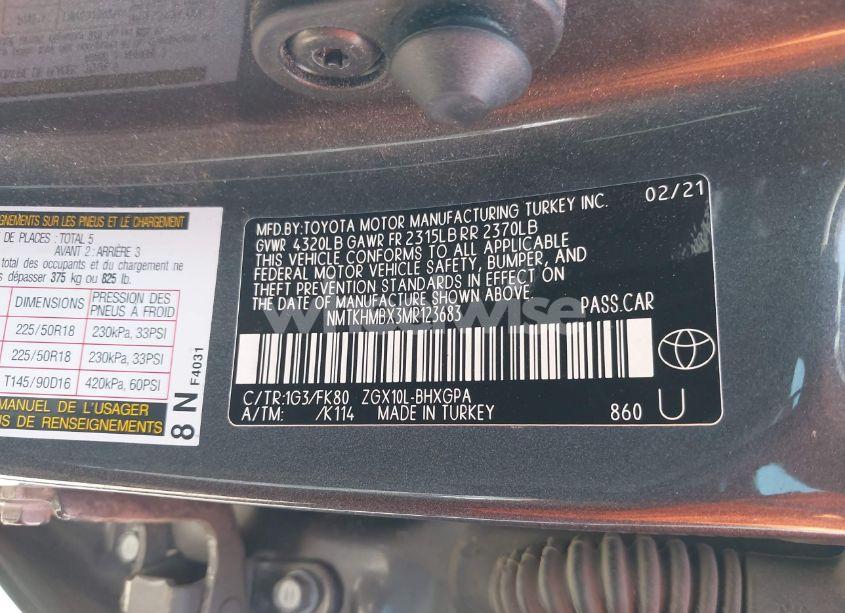 MFD.BY:TOYOTA MOTOR MANUFACTURING TURKEY INC. 02/21
GVWR 4320LB GAWR FR 2315LB RR 2370LB
THIS VEHICLE CONFORMS TO ALL APPLICABLE
FEDERAL MOTOR VEHICLE SAFETY, BUMPER, AND
THEFT PREVENTION STANDARDS IN EFFECT ON
THE DATE OF MANUFACTURE SHOWN ABOVE.
NMTKHMBX3MR123683 PASS.CAR
C/TR:1G3/FK80 ZGX10L-BHXGPA
A/TM: /K114 MADE IN TURKEY 860 U
SUR LES PNEUS ET LE CHARGEMENT
DE PLACES : TOTAL 5
AVANT 2 : ARRIÈRE 3
total des occupants et du chargement ne
dépasser 375 kg ou 825 lb.
DIMENSIONS PRESSION DES PNEUS À FROID
225/50R18 230kPa, 33PSI
225/50R18 230kPa, 33PSI
T145/90D16 420kPa, 60PSI
MANUEL DE L'USAGER
DE RENSEIGNEMENTS
8 N F4031